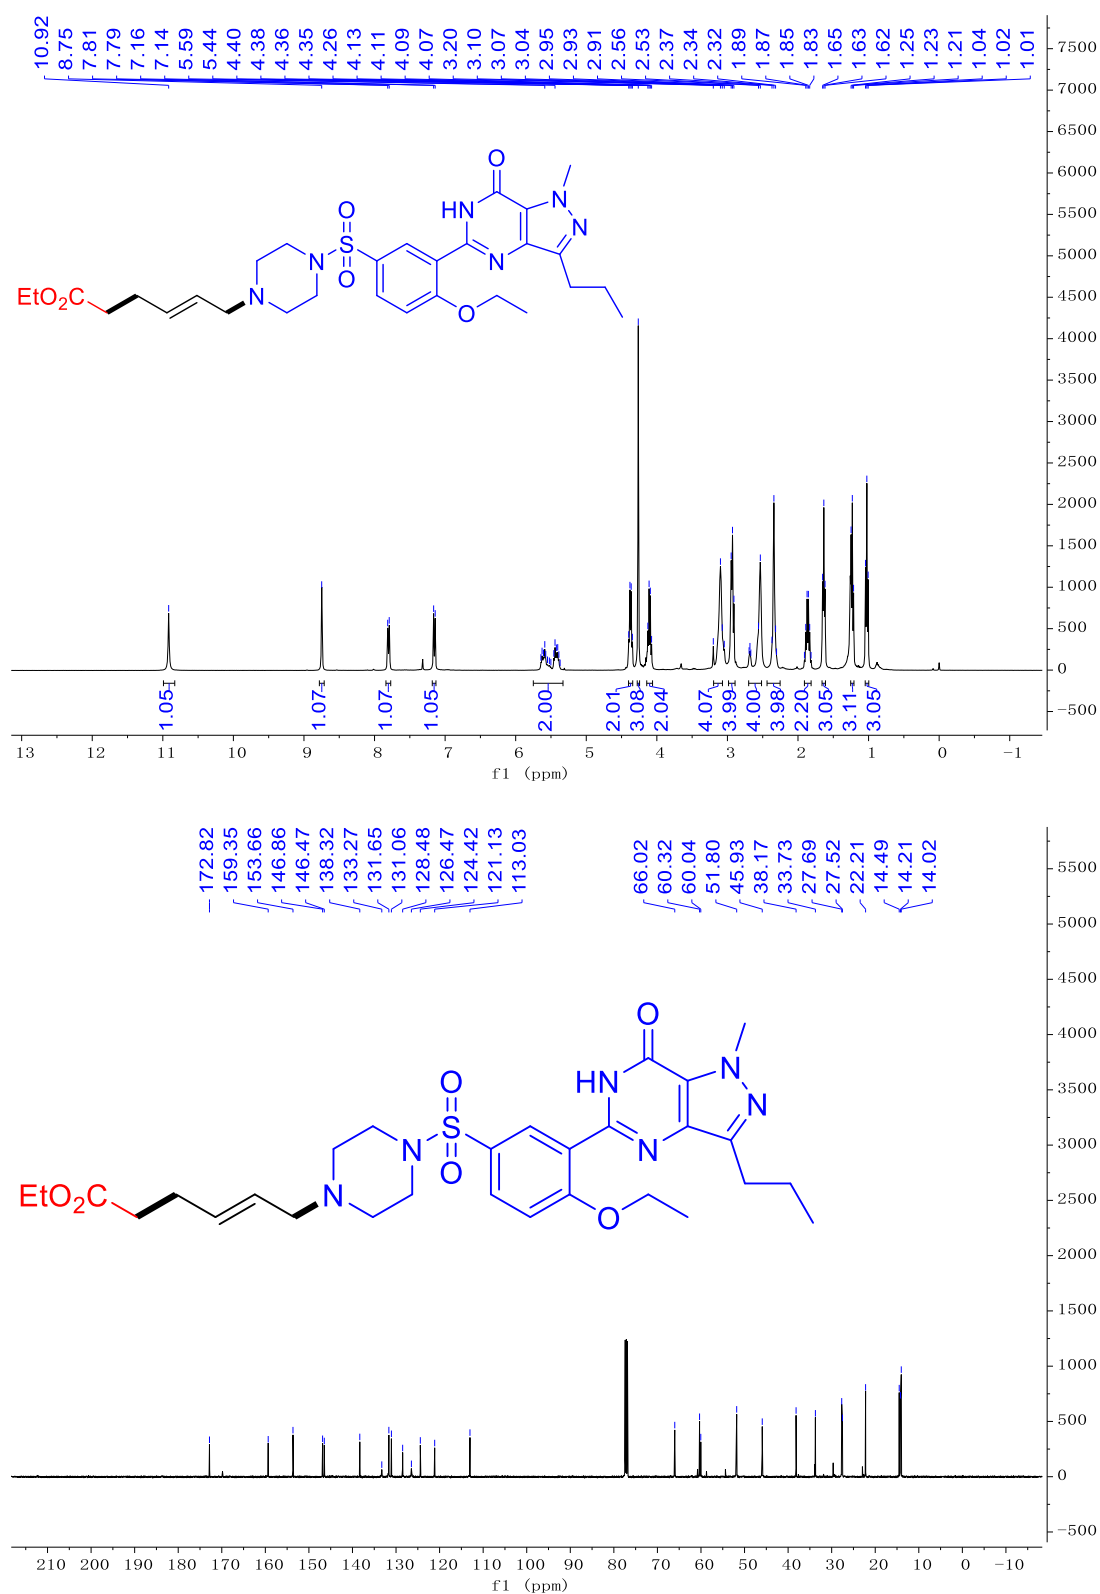 10.92 8.75 7.81 7.79 7.16 7.14 5.59 5.44 4.40 4.38 4.36 4.35 4.26 4.13 4.11 4.09 4.07 3.20 3.10 3.07 3.04 2.95 2.93 2.91 2.56 2.53 2.37 2.34 2.32 1.89 1.87 1.85 1.83 1.65 1.63 1.62 1.25 1.23 1.21 1.04 1.02 1.01
7500
7000
6500
6000
5500
5000
4500
4000
3500
3000
2500
2000
1500
1000
500
0
-500
O
HN
N
N
N
O
S
O
N
N
O
EtO2C
1.05 1.07 1.07 1.05 2.00 2.01 3.08 2.04 4.07 3.99 4.00 3.98 2.20 3.05 3.11 3.05
13 12 11 10 9 8 7 6 5 4 3 2 1 0 -1
f1 (ppm)
172.82 159.35 153.66 146.86 146.47 138.32 133.27 131.65 131.06 128.48 126.47 124.42 121.13 113.03 66.02 60.32 60.04 51.80 45.93 38.17 33.73 27.69 27.52 22.21 14.49 14.21 14.02
5500
5000
4500
4000
3500
3000
2500
2000
1500
1000
500
0
-500
O
HN
N
N
N
O
S
O
N
N
O
EtO2C
210 200 190 180 170 160 150 140 130 120 110 100 90 80 70 60 50 40 30 20 10 0 -10
f1 (ppm)